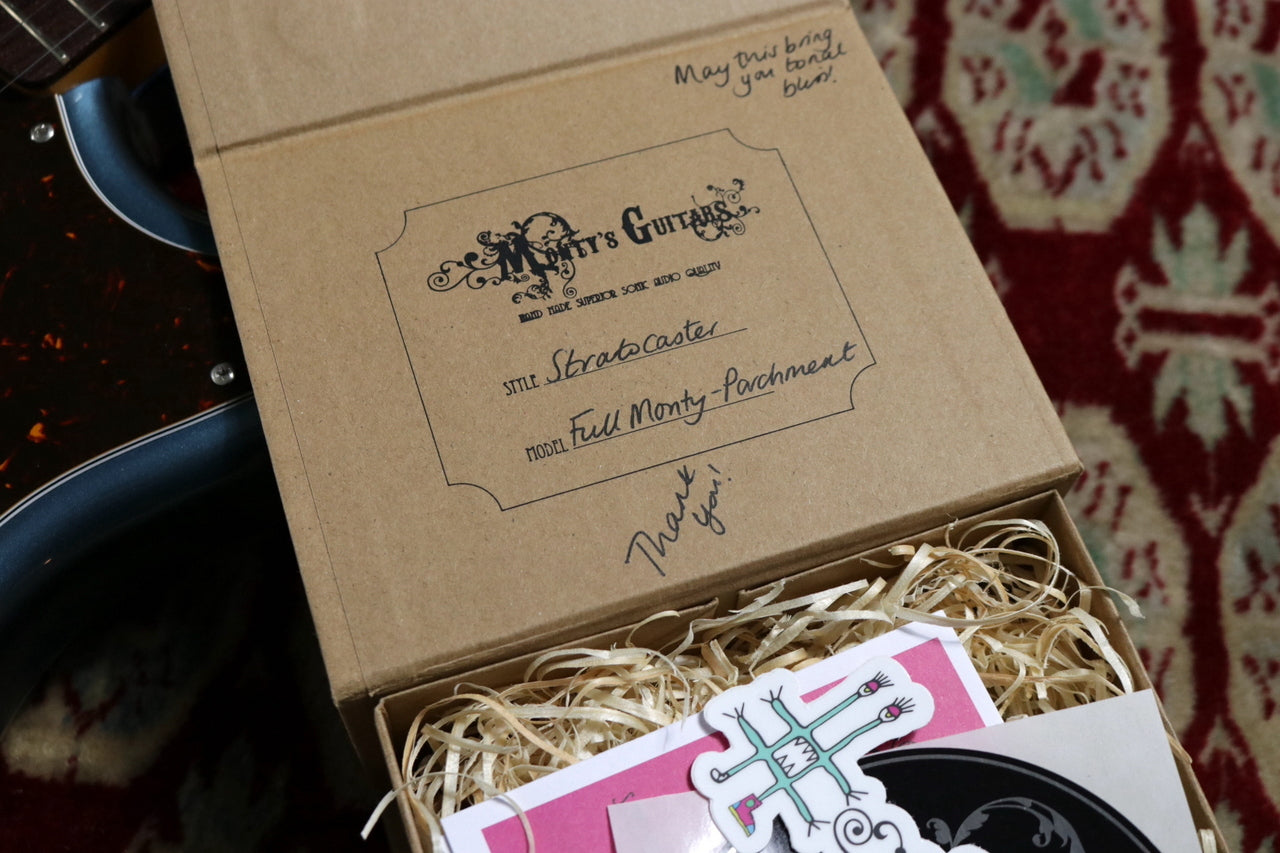 May this bring
you tonal
bliss!
MONTY'S GUITARS
HAND MADE SUPERIOR SONIC AUDIO QUALITY
STYLE Stratocaster
MODEL Full Monty-Parchment
Thank
you!